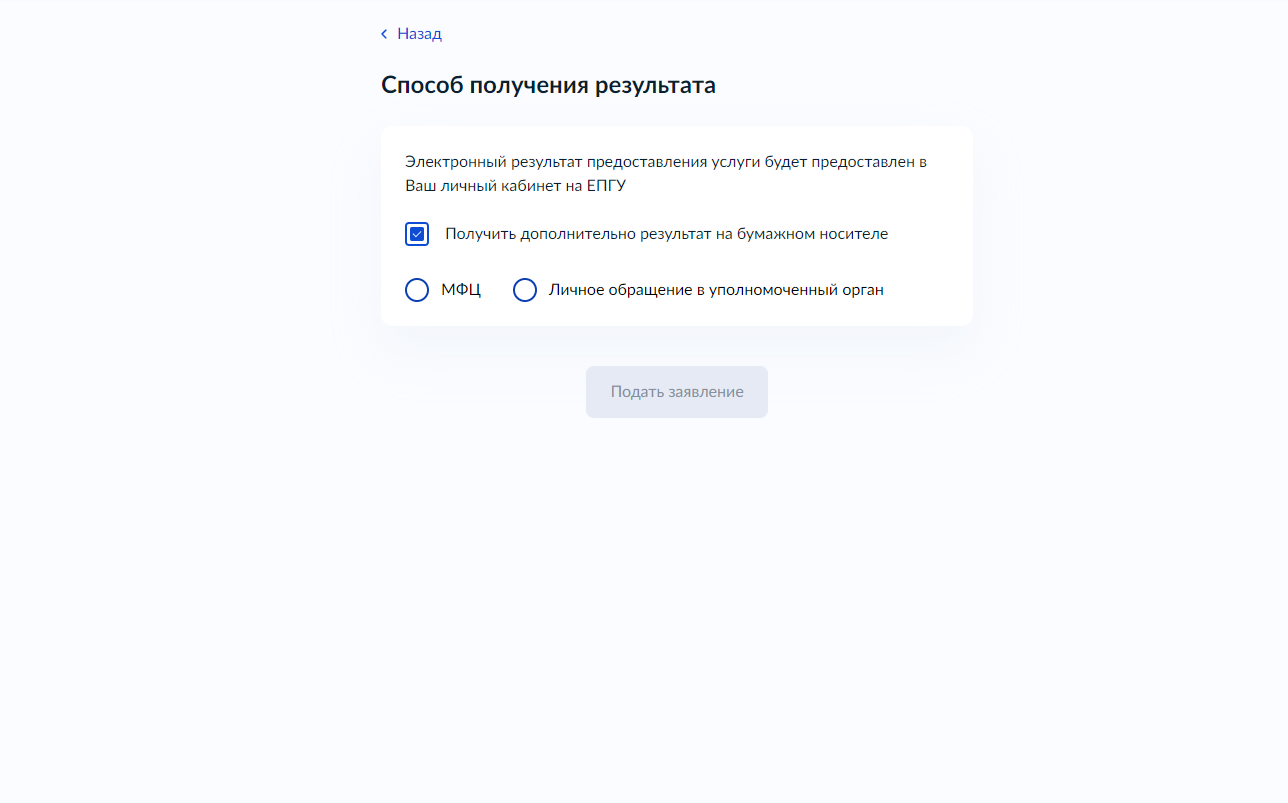 Назад
Способ получения результата
Электронный результат предоставления услуги будет предоставлен в
Ваш личный кабинет на ЕПГУ
Получить дополнительно результат на бумажном носителе
МФЦ Личное обращение в уполномоченный орган
Подать заявление